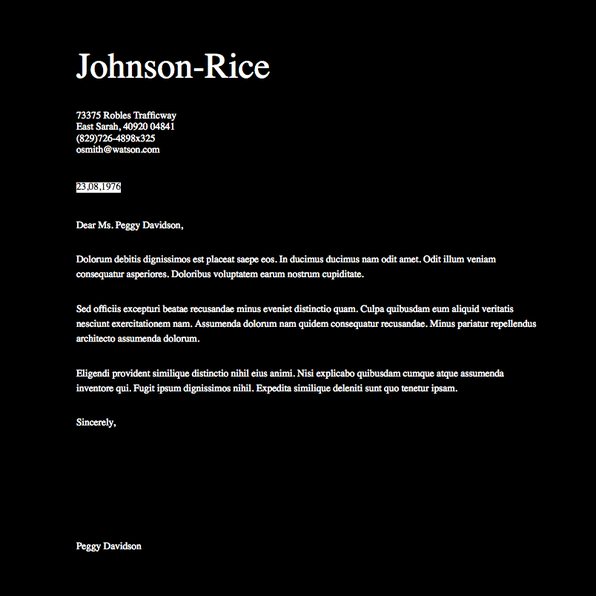 Johnson-Rice
73375 Robles Trafficway
East Sarah, 40920 04841
(829)726-4898x325
osmith@watson.com
23,08,1976
Dear Ms. Peggy Davidson,
Dolorum debitis dignissimos est placeat saepe eos. In ducimus ducimus nam odit amet. Odit illum veniam
consequatur asperiores. Doloribus voluptatem earum nostrum cupiditate.
Sed officiis excepturi beatae recusandae minus eveniet distinctio quam. Culpa quibusdam eum aliquid veritatis
nesciunt exercitationem nam. Assumenda dolorum nam quidem consequatur recusandae. Minus pariatur repellendus
architecto assumenda dolorum.
Eligendi provident similique distinctio nihil eius animi. Nisi explicabo quibusdam cumque atque assumenda
inventore qui. Fugit ipsum dignissimos nihil. Expedita similique deleniti sunt quo tenetur ipsam.
Sincerely,
Peggy Davidson